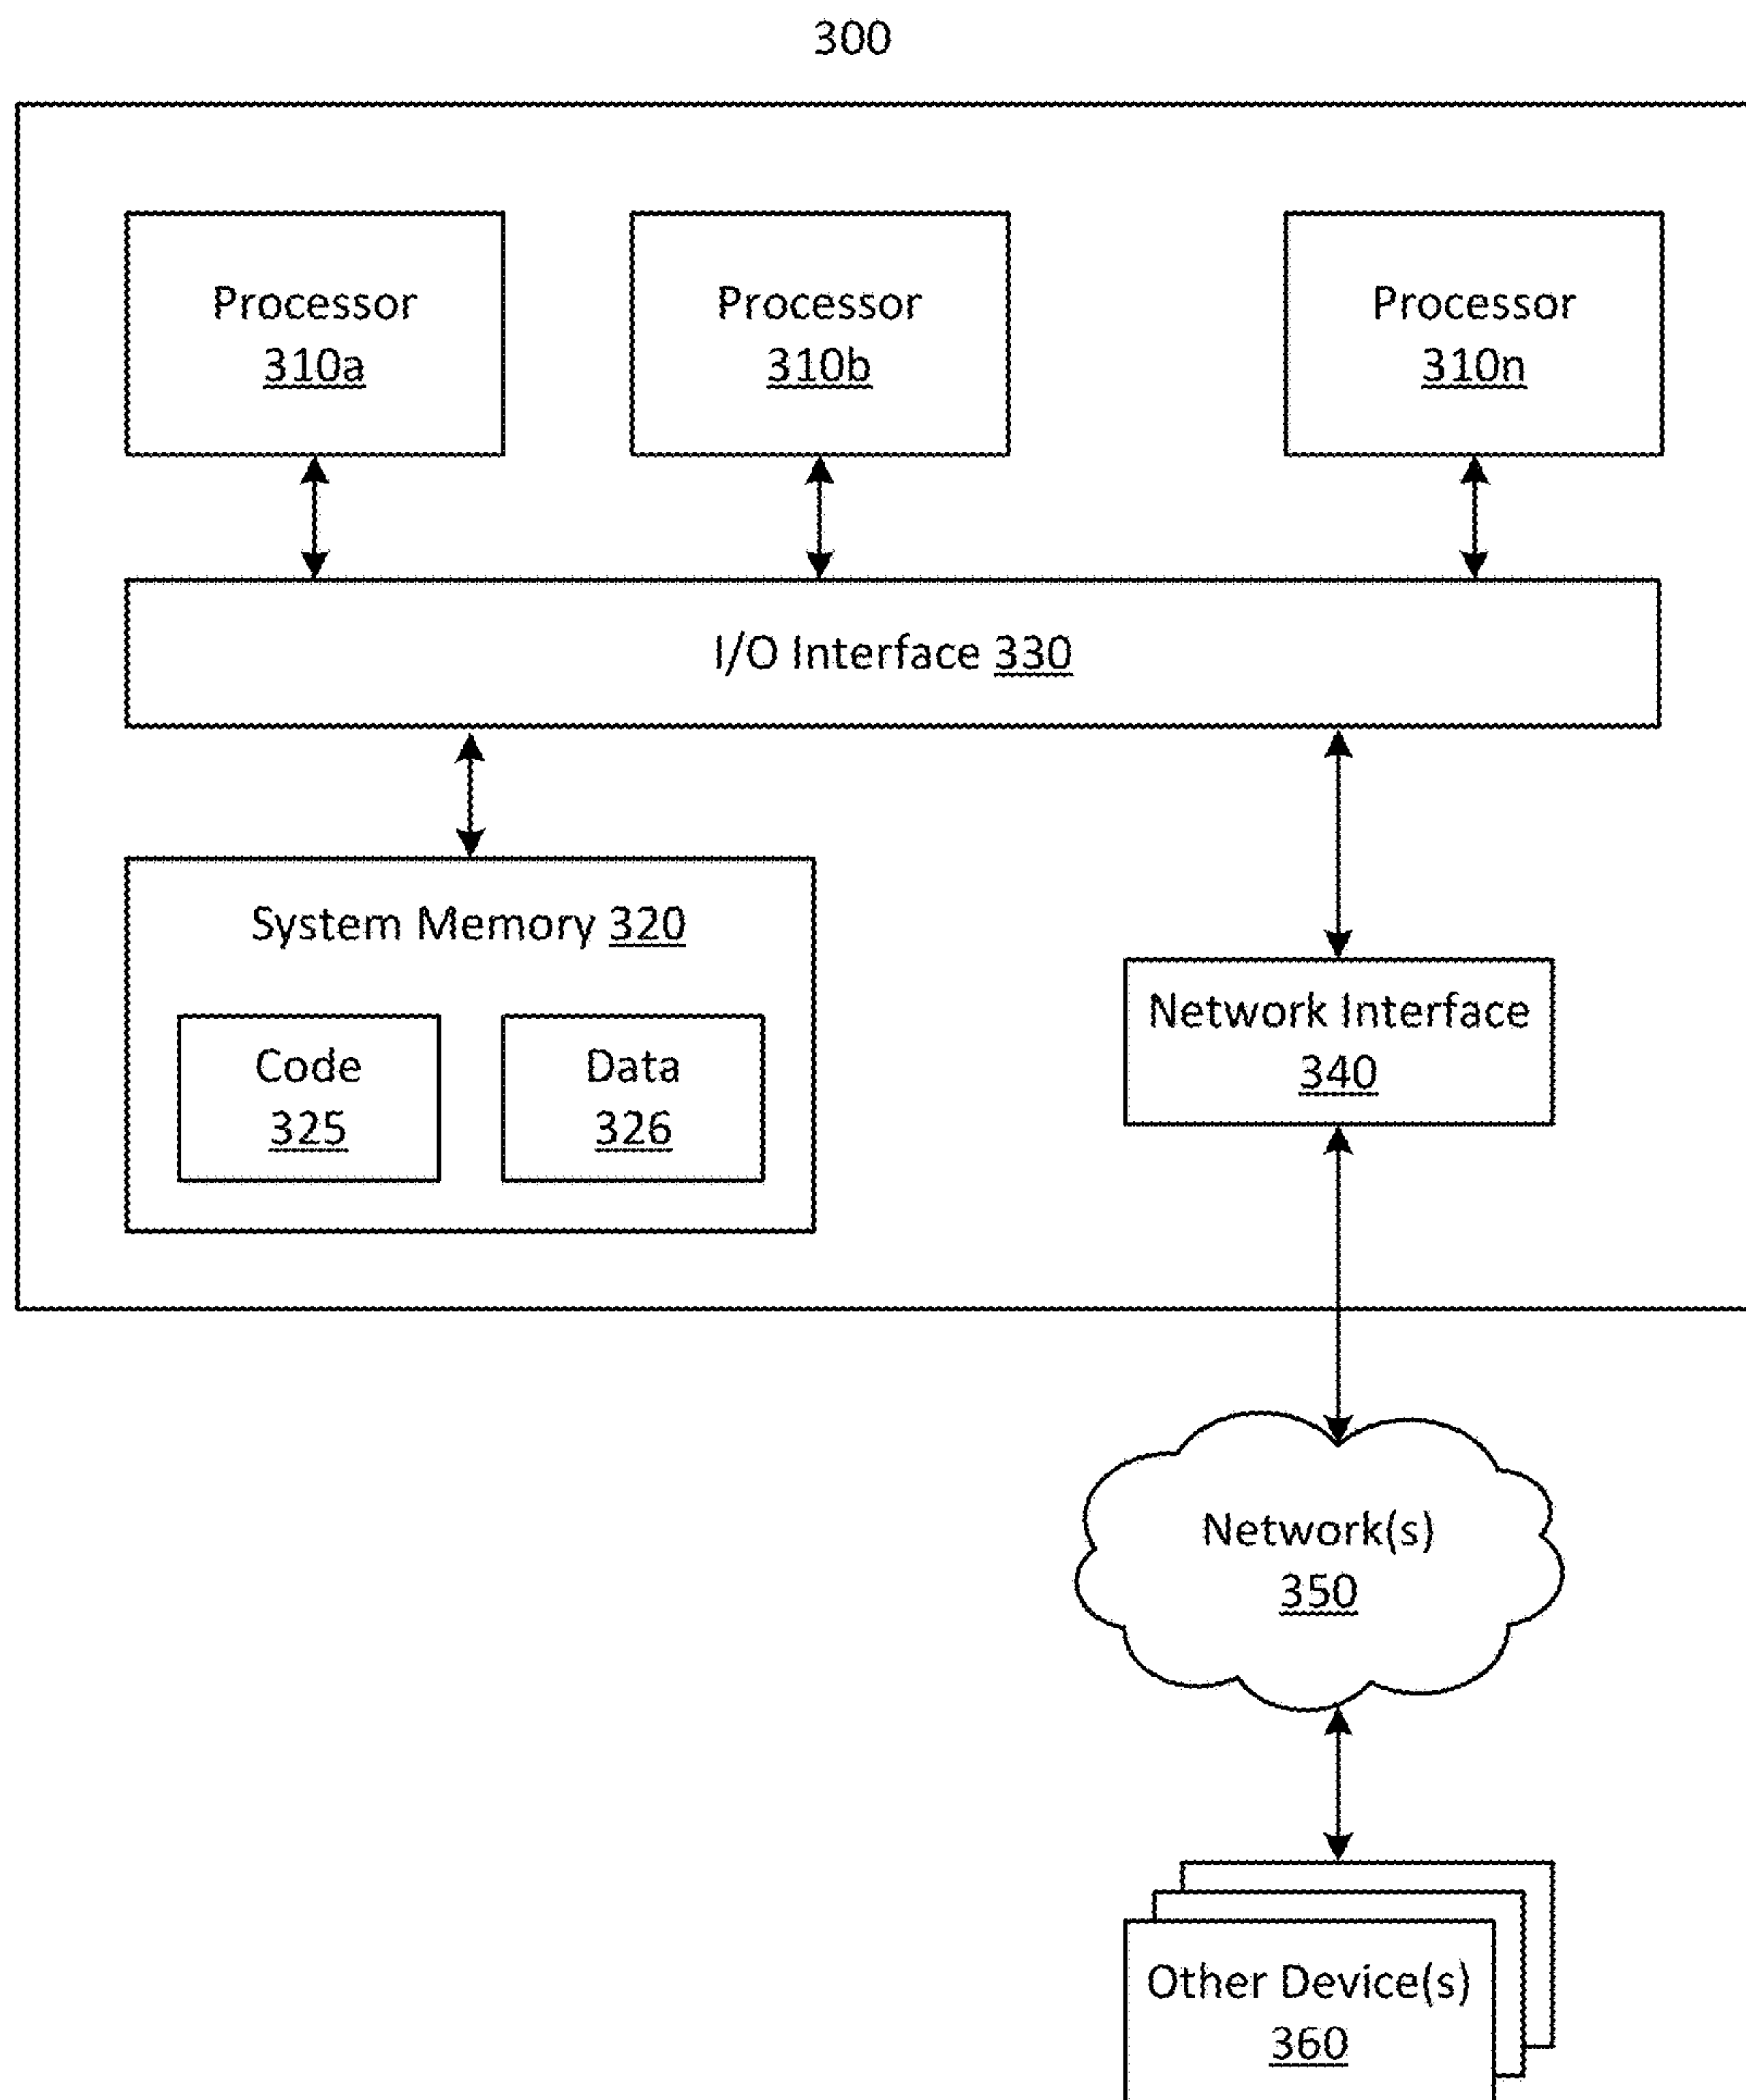 300
Processor
310a
Processor
310b
Processor
310n
I/O Interface 330
System Memory 320
Code
325
Data
326
Network Interface
340
Network(s)
350
Other Device(s)
360